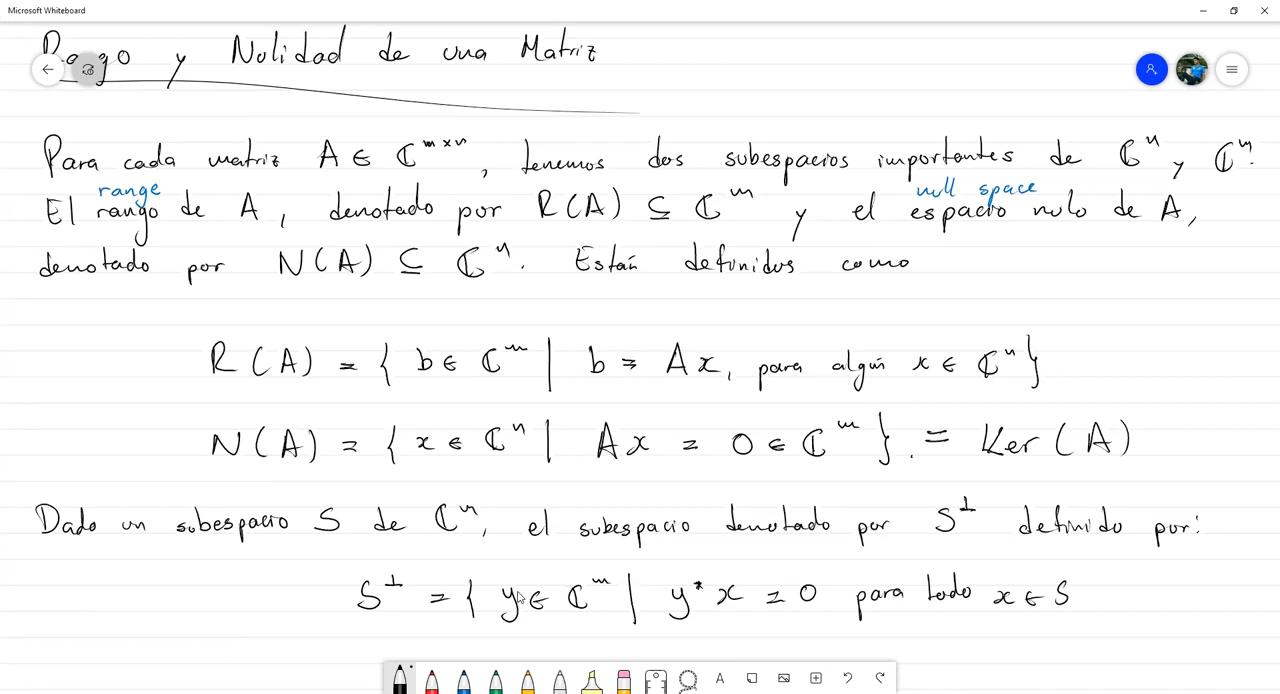 Microsoft Whiteboard
Rango y Nulidad de una Matriz
Para cada matriz A ∈ ℂ^{m×n}, tenemos dos subespacios importantes de ℂ^n y ℂ^m.
range null space
El rango de A, denotado por R(A) ⊆ ℂ^m y el espacio nulo de A,
denotado por N(A) ⊆ ℂ^n. Están definidos como
R(A) = { b ∈ ℂ^m | b = Ax, para algún x ∈ ℂ^n }
N(A) = { x ∈ ℂ^n | Ax = 0 ∈ ℂ^m }. = Ker(A)
Dado un subespacio S de ℂ^n, el subespacio denotado por S^⊥ definido por:
S^⊥ = { y ∈ ℂ^m | y* x = 0 para todo x ∈ S
A